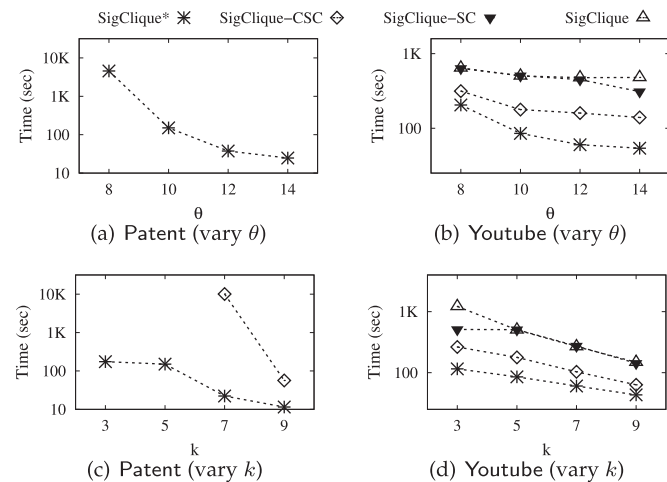 SigClique* SigClique–CSC SigClique–SC SigClique
Time (sec)
10K
1K
100
10
8 10 12 14
θ
(a) Patent (vary θ)
Time (sec)
1K
100
8 10 12 14
θ
(b) Youtube (vary θ)
Time (sec)
10K
1K
100
10
3 5 7 9
k
(c) Patent (vary k)
Time (sec)
1K
100
3 5 7 9
k
(d) Youtube (vary k)